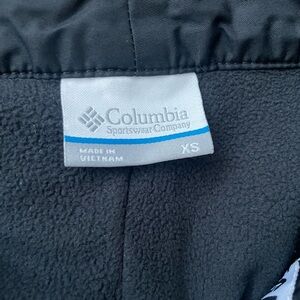 Columbia
Sportswear Company
MADE IN
VIETNAM
XS